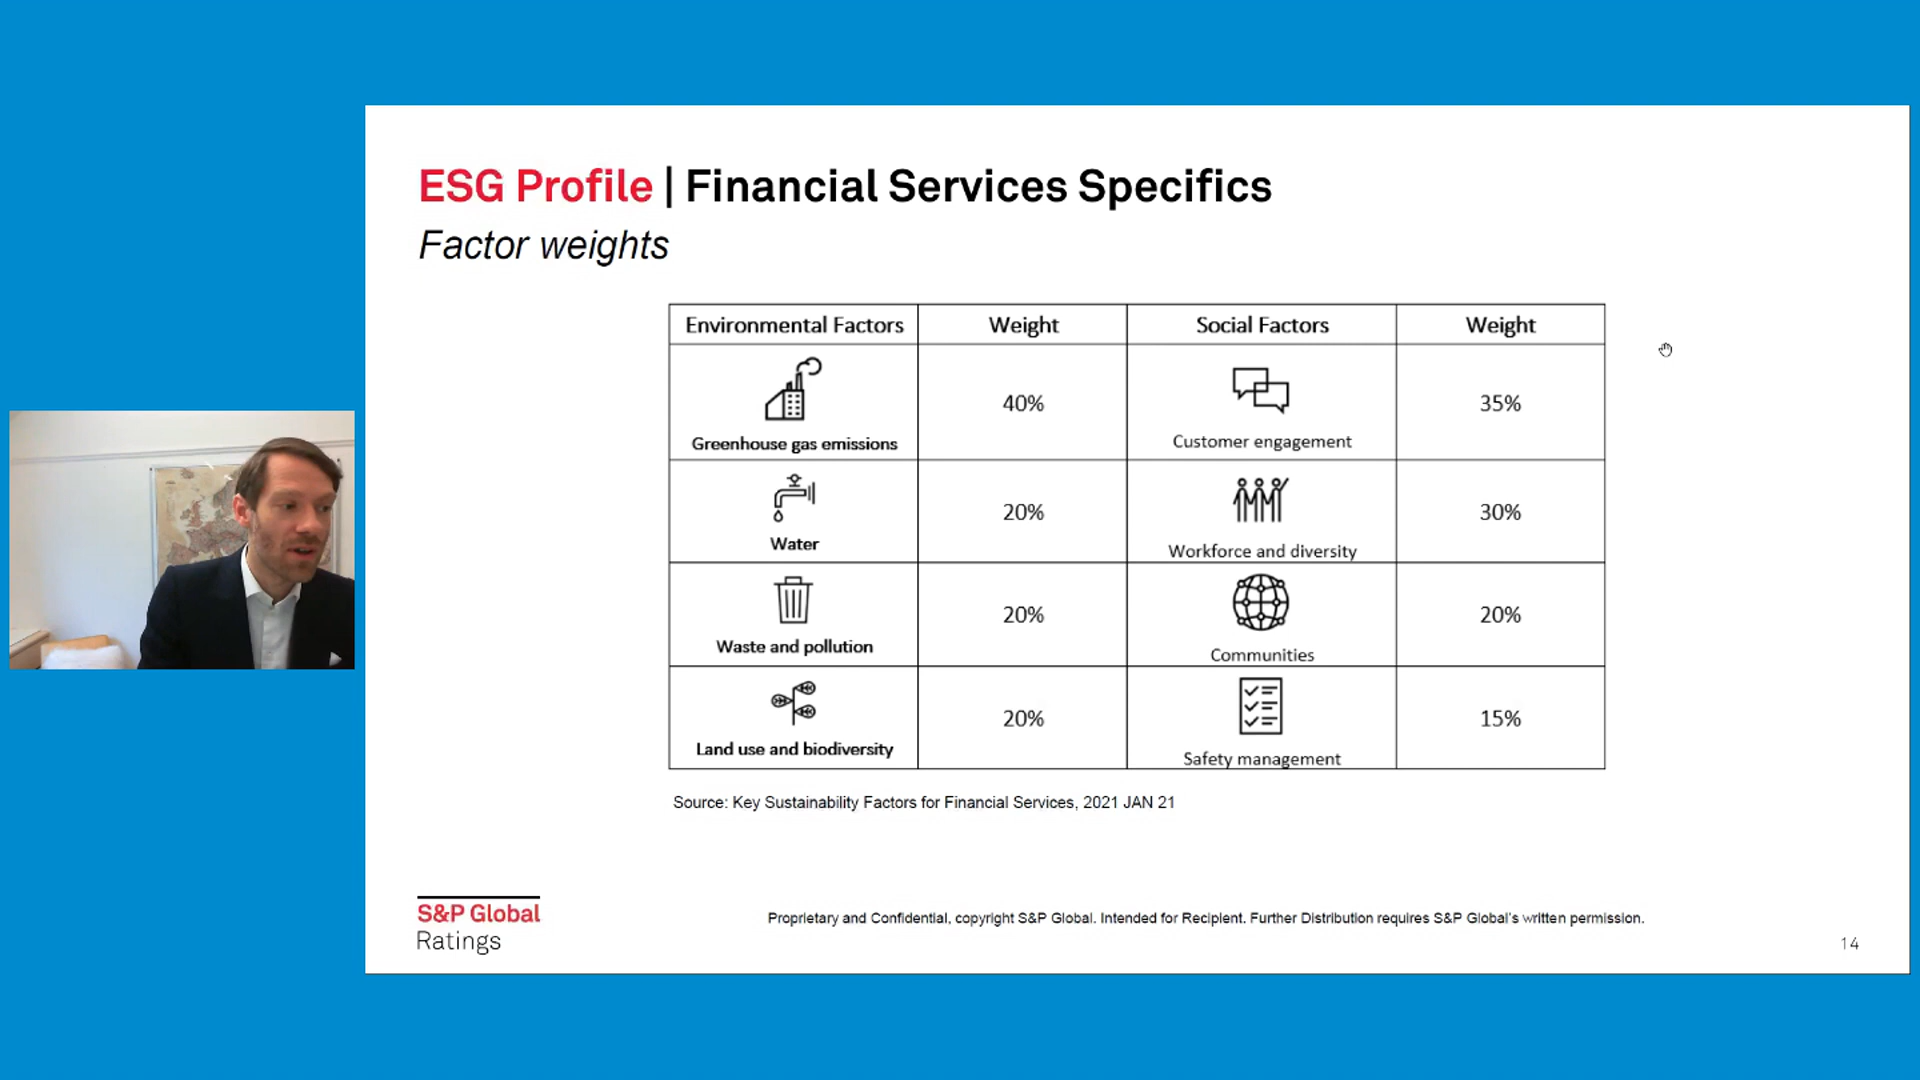 ESG Profile | Financial Services Specifics
Factor weights
Environmental Factors Weight Social Factors Weight
Greenhouse gas emissions 40% Customer engagement 35%
Water 20% Workforce and diversity 30%
Waste and pollution 20% Communities 20%
Land use and biodiversity 20% Safety management 15%
Source: Key Sustainability Factors for Financial Services, 2021 JAN 21
S&P Global
Ratings
Proprietary and Confidential, copyright S&P Global. Intended for Recipient. Further Distribution requires S&P Global's written permission.
14